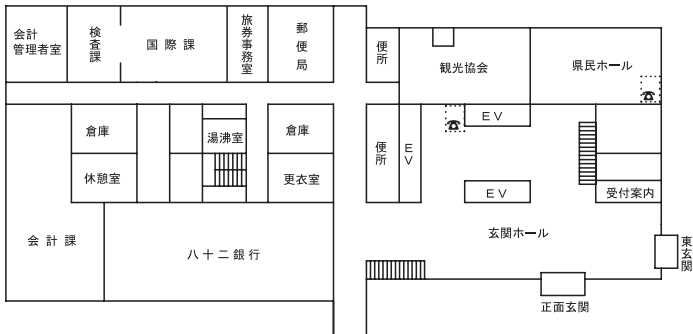 会計
管理者室
検査課
国際課
旅券事務室
郵便局
便所
観光協会
県民ホール
倉庫
湯沸室
倉庫
便所
EV
EV
休憩室
更衣室
EV
受付案内
会計課
八十二銀行
玄関ホール
東玄関
正面玄関